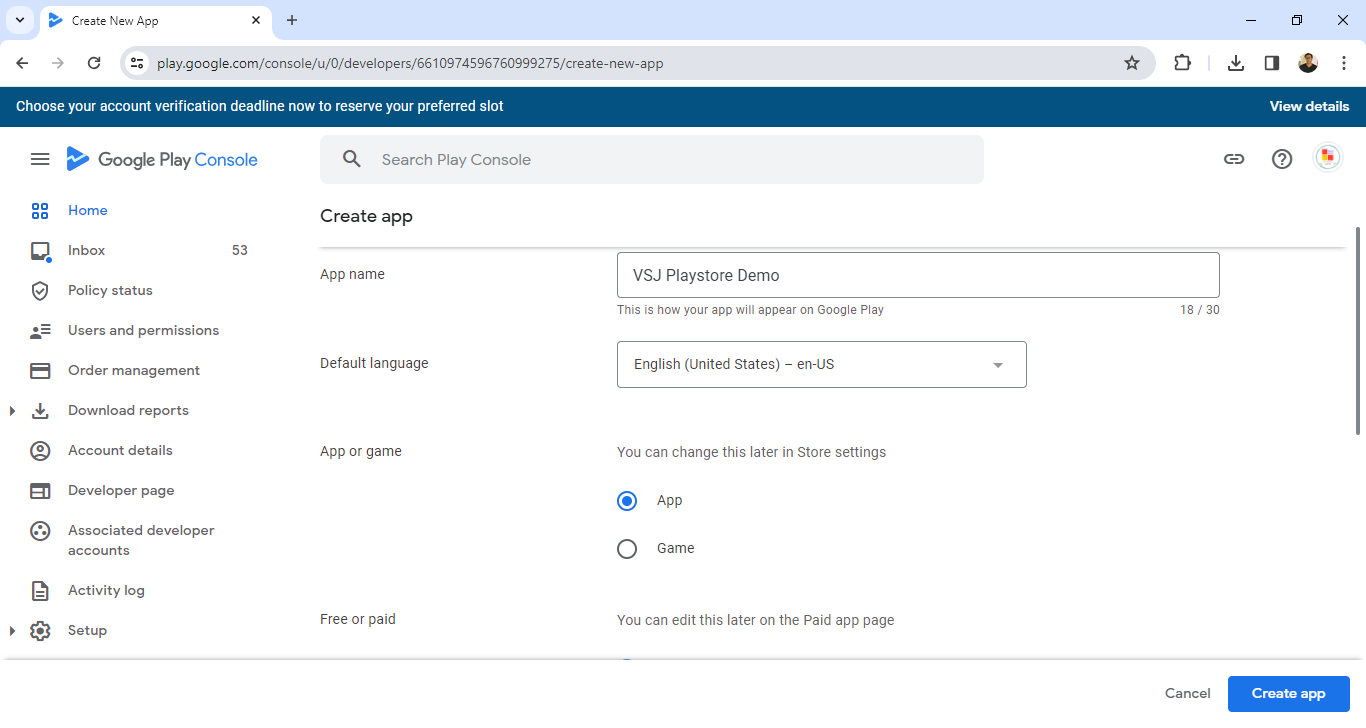 Create New App
play.google.com/console/u/0/developers/6610974596760999275/create-new-app
Choose your account verification deadline now to reserve your preferred slot
View details
Google Play Console
Search Play Console
Home
Inbox
53
Policy status
Users and permissions
Order management
Download reports
Account details
Developer page
Associated developer
accounts
Activity log
Setup
Create app
App name
VSJ Playstore Demo
This is how your app will appear on Google Play
18 / 30
Default language
English (United States) – en-US
App or game
You can change this later in Store settings
App
Game
Free or paid
You can edit this later on the Paid app page
Cancel
Create app